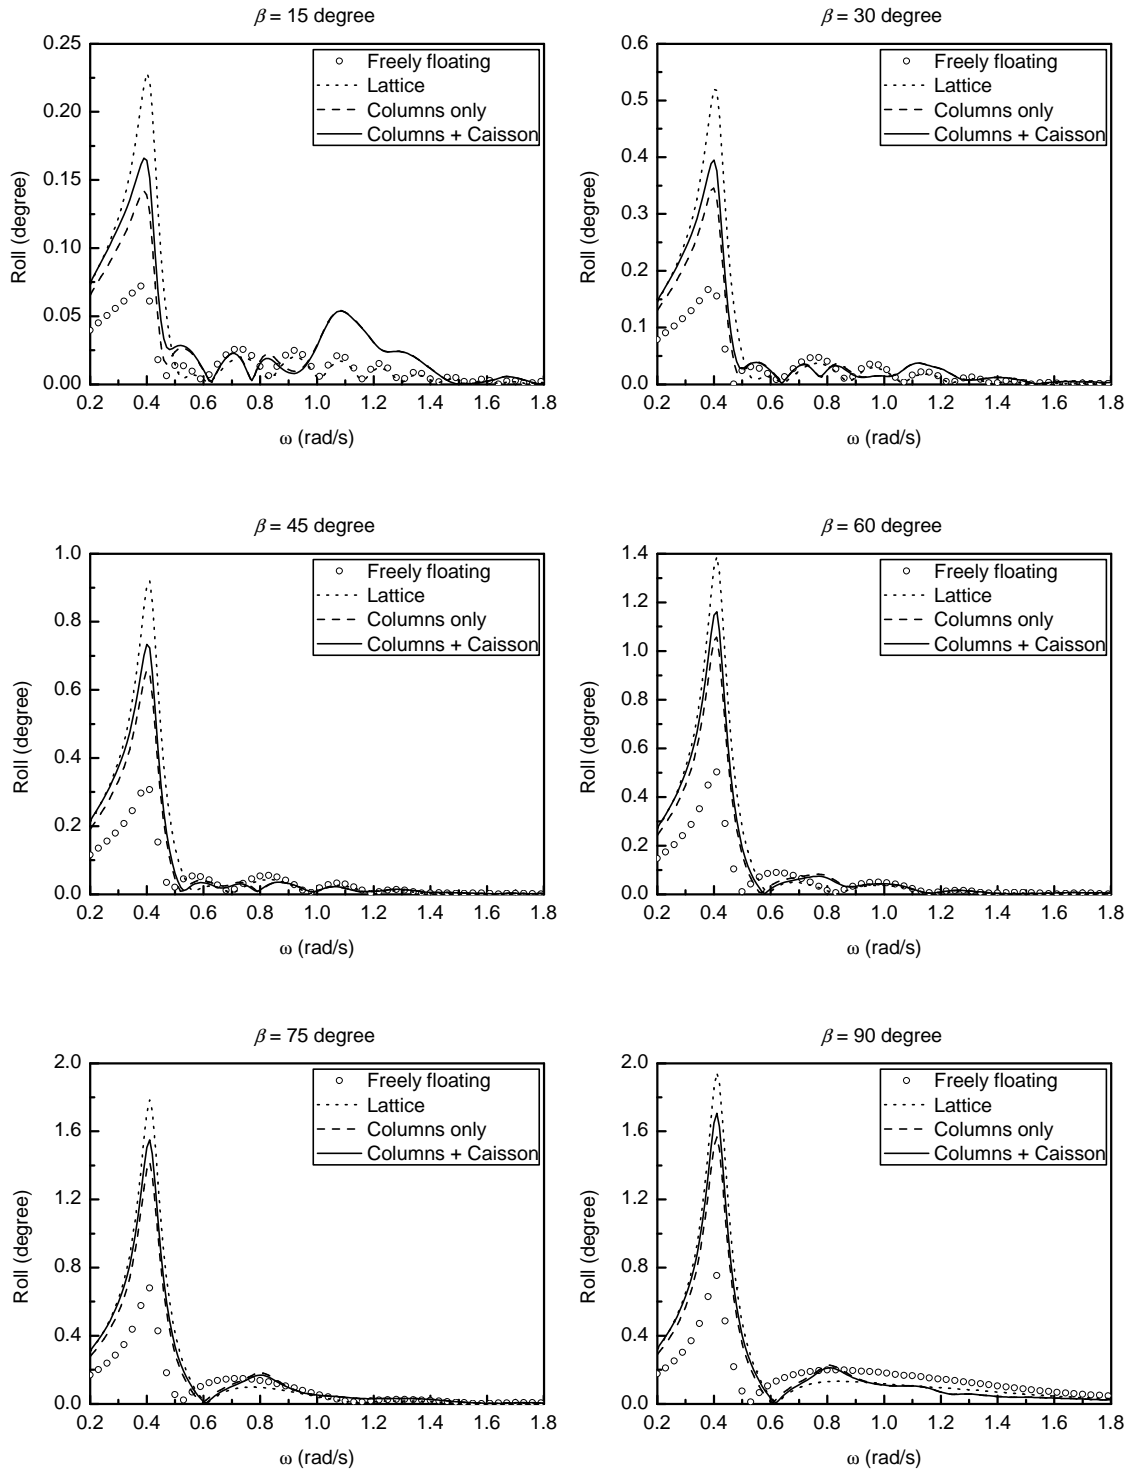 β = 15 degree
0.25
0.20
0.15
0.10
0.05
0.00
Roll (degree)
Freely floating
Lattice
Columns only
Columns + Caisson
0.2 0.4 0.6 0.8 1.0 1.2 1.4 1.6 1.8
ω (rad/s)
β = 30 degree
0.6
0.5
0.4
0.3
0.2
0.1
0.0
Roll (degree)
Freely floating
Lattice
Columns only
Columns + Caisson
0.2 0.4 0.6 0.8 1.0 1.2 1.4 1.6 1.8
ω (rad/s)
β = 45 degree
1.0
0.8
0.6
0.4
0.2
0.0
Roll (degree)
Freely floating
Lattice
Columns only
Columns + Caisson
0.2 0.4 0.6 0.8 1.0 1.2 1.4 1.6 1.8
ω (rad/s)
β = 60 degree
1.4
1.2
1.0
0.8
0.6
0.4
0.2
0.0
Roll (degree)
Freely floating
Lattice
Columns only
Columns + Caisson
0.2 0.4 0.6 0.8 1.0 1.2 1.4 1.6 1.8
ω (rad/s)
β = 75 degree
2.0
1.6
1.2
0.8
0.4
0.0
Roll (degree)
Freely floating
Lattice
Columns only
Columns + Caisson
0.2 0.4 0.6 0.8 1.0 1.2 1.4 1.6 1.8
ω (rad/s)
β = 90 degree
2.0
1.6
1.2
0.8
0.4
0.0
Roll (degree)
Freely floating
Lattice
Columns only
Columns + Caisson
0.2 0.4 0.6 0.8 1.0 1.2 1.4 1.6 1.8
ω (rad/s)